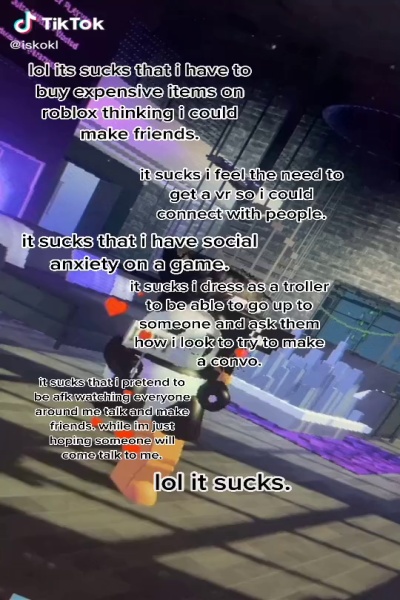 TikTok
@iskokl
lol its sucks that i have to
buy expensive items on
roblox thinking i could
make friends.
it sucks i feel the need to
get a vr so i could
connect with people.
it sucks that i have social
anxiety on a game.
it sucks i dress as a troller
to be able to go up to
someone and ask them
how i look to try to make
a convo.
it sucks that i pretend to
be afk watching everyone
around me talk and make
friends. while im just
hoping someone will
come talk to me.
lol it sucks.